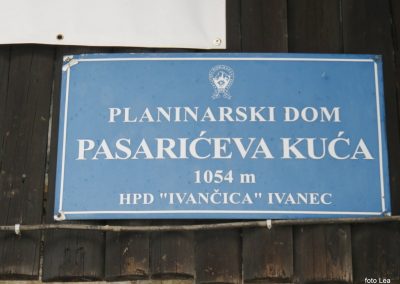 PLANINARSKI DOM
PASARIĆEVA KUĆA
1054 m
HPD "IVANČICA" IVANEC
foto Lea